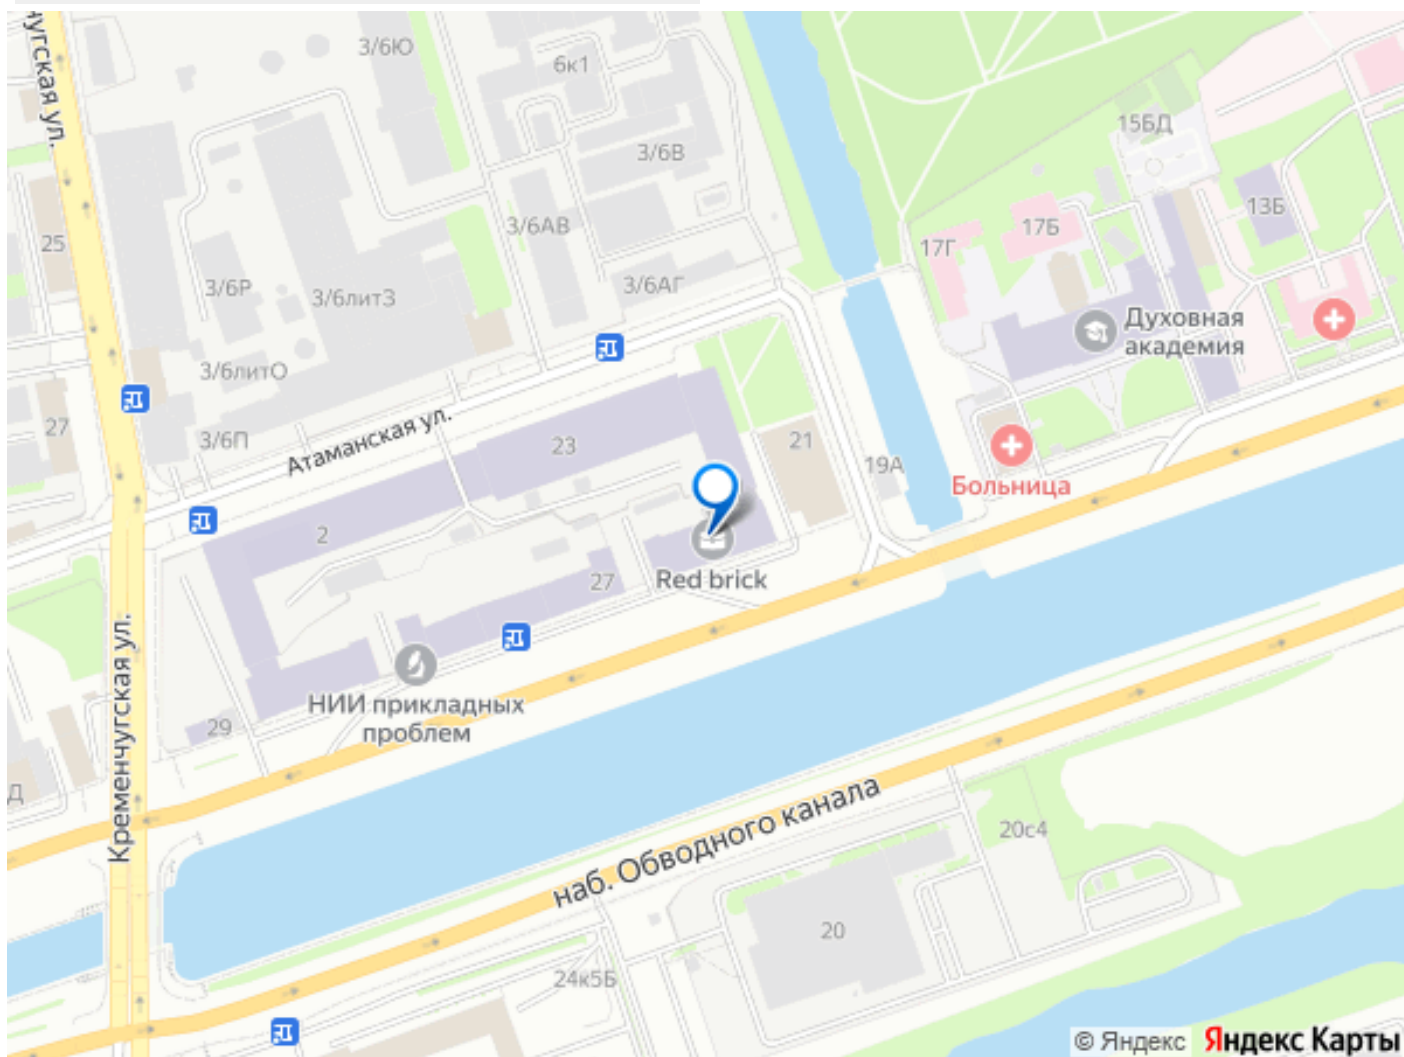 чугская ул.
3/6Ю
6к1
15БД
3/6В
13Б
25
3/6АВ
17Б
17Г
3/6Р
3/6литЗ
3/6АГ
Духовная
академия
3/6литО
27
3/6П
Атаманская ул.
23
21
19А
Больница
2
Red brick
27
НИИ прикладных
проблем
29
Кременчугская ул.
Д
наб. Обводного канала
20с4
20
24к5Б
© Яндекс Яндекс Карты